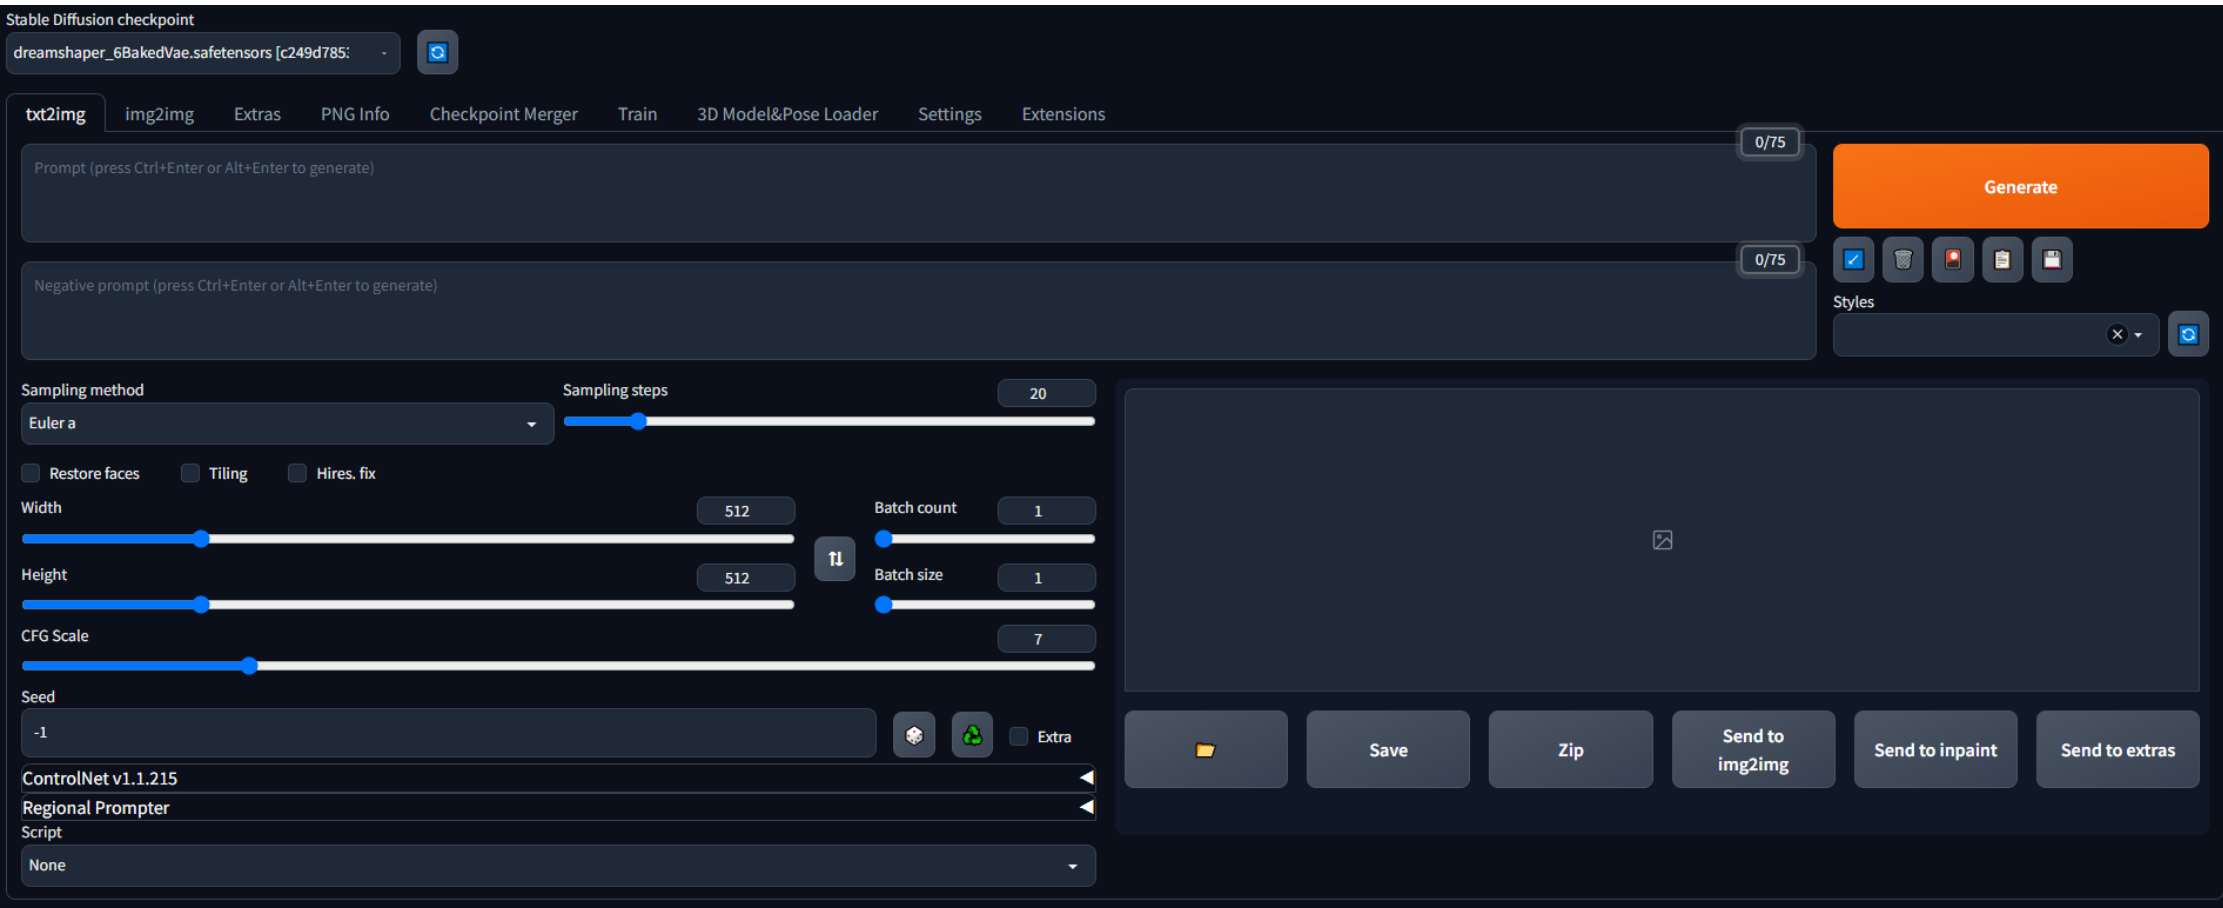 Stable Diffusion checkpoint
dreamshaper_6BakedVae.safetensors [c249d785:
txt2img img2img Extras PNG Info Checkpoint Merger Train 3D Model&Pose Loader Settings Extensions
0/75
Prompt (press Ctrl+Enter or Alt+Enter to generate)
Generate
0/75
Negative prompt (press Ctrl+Enter or Alt+Enter to generate)
Styles
Sampling method
Euler a
Sampling steps
20
Restore faces Tiling Hires. fix
Width
512
Batch count
1
Height
512
Batch size
1
CFG Scale
7
Seed
-1
Extra
ControlNet v1.1.215
Regional Prompter
Script
None
Save
Zip
Send to
img2img
Send to inpaint
Send to extras